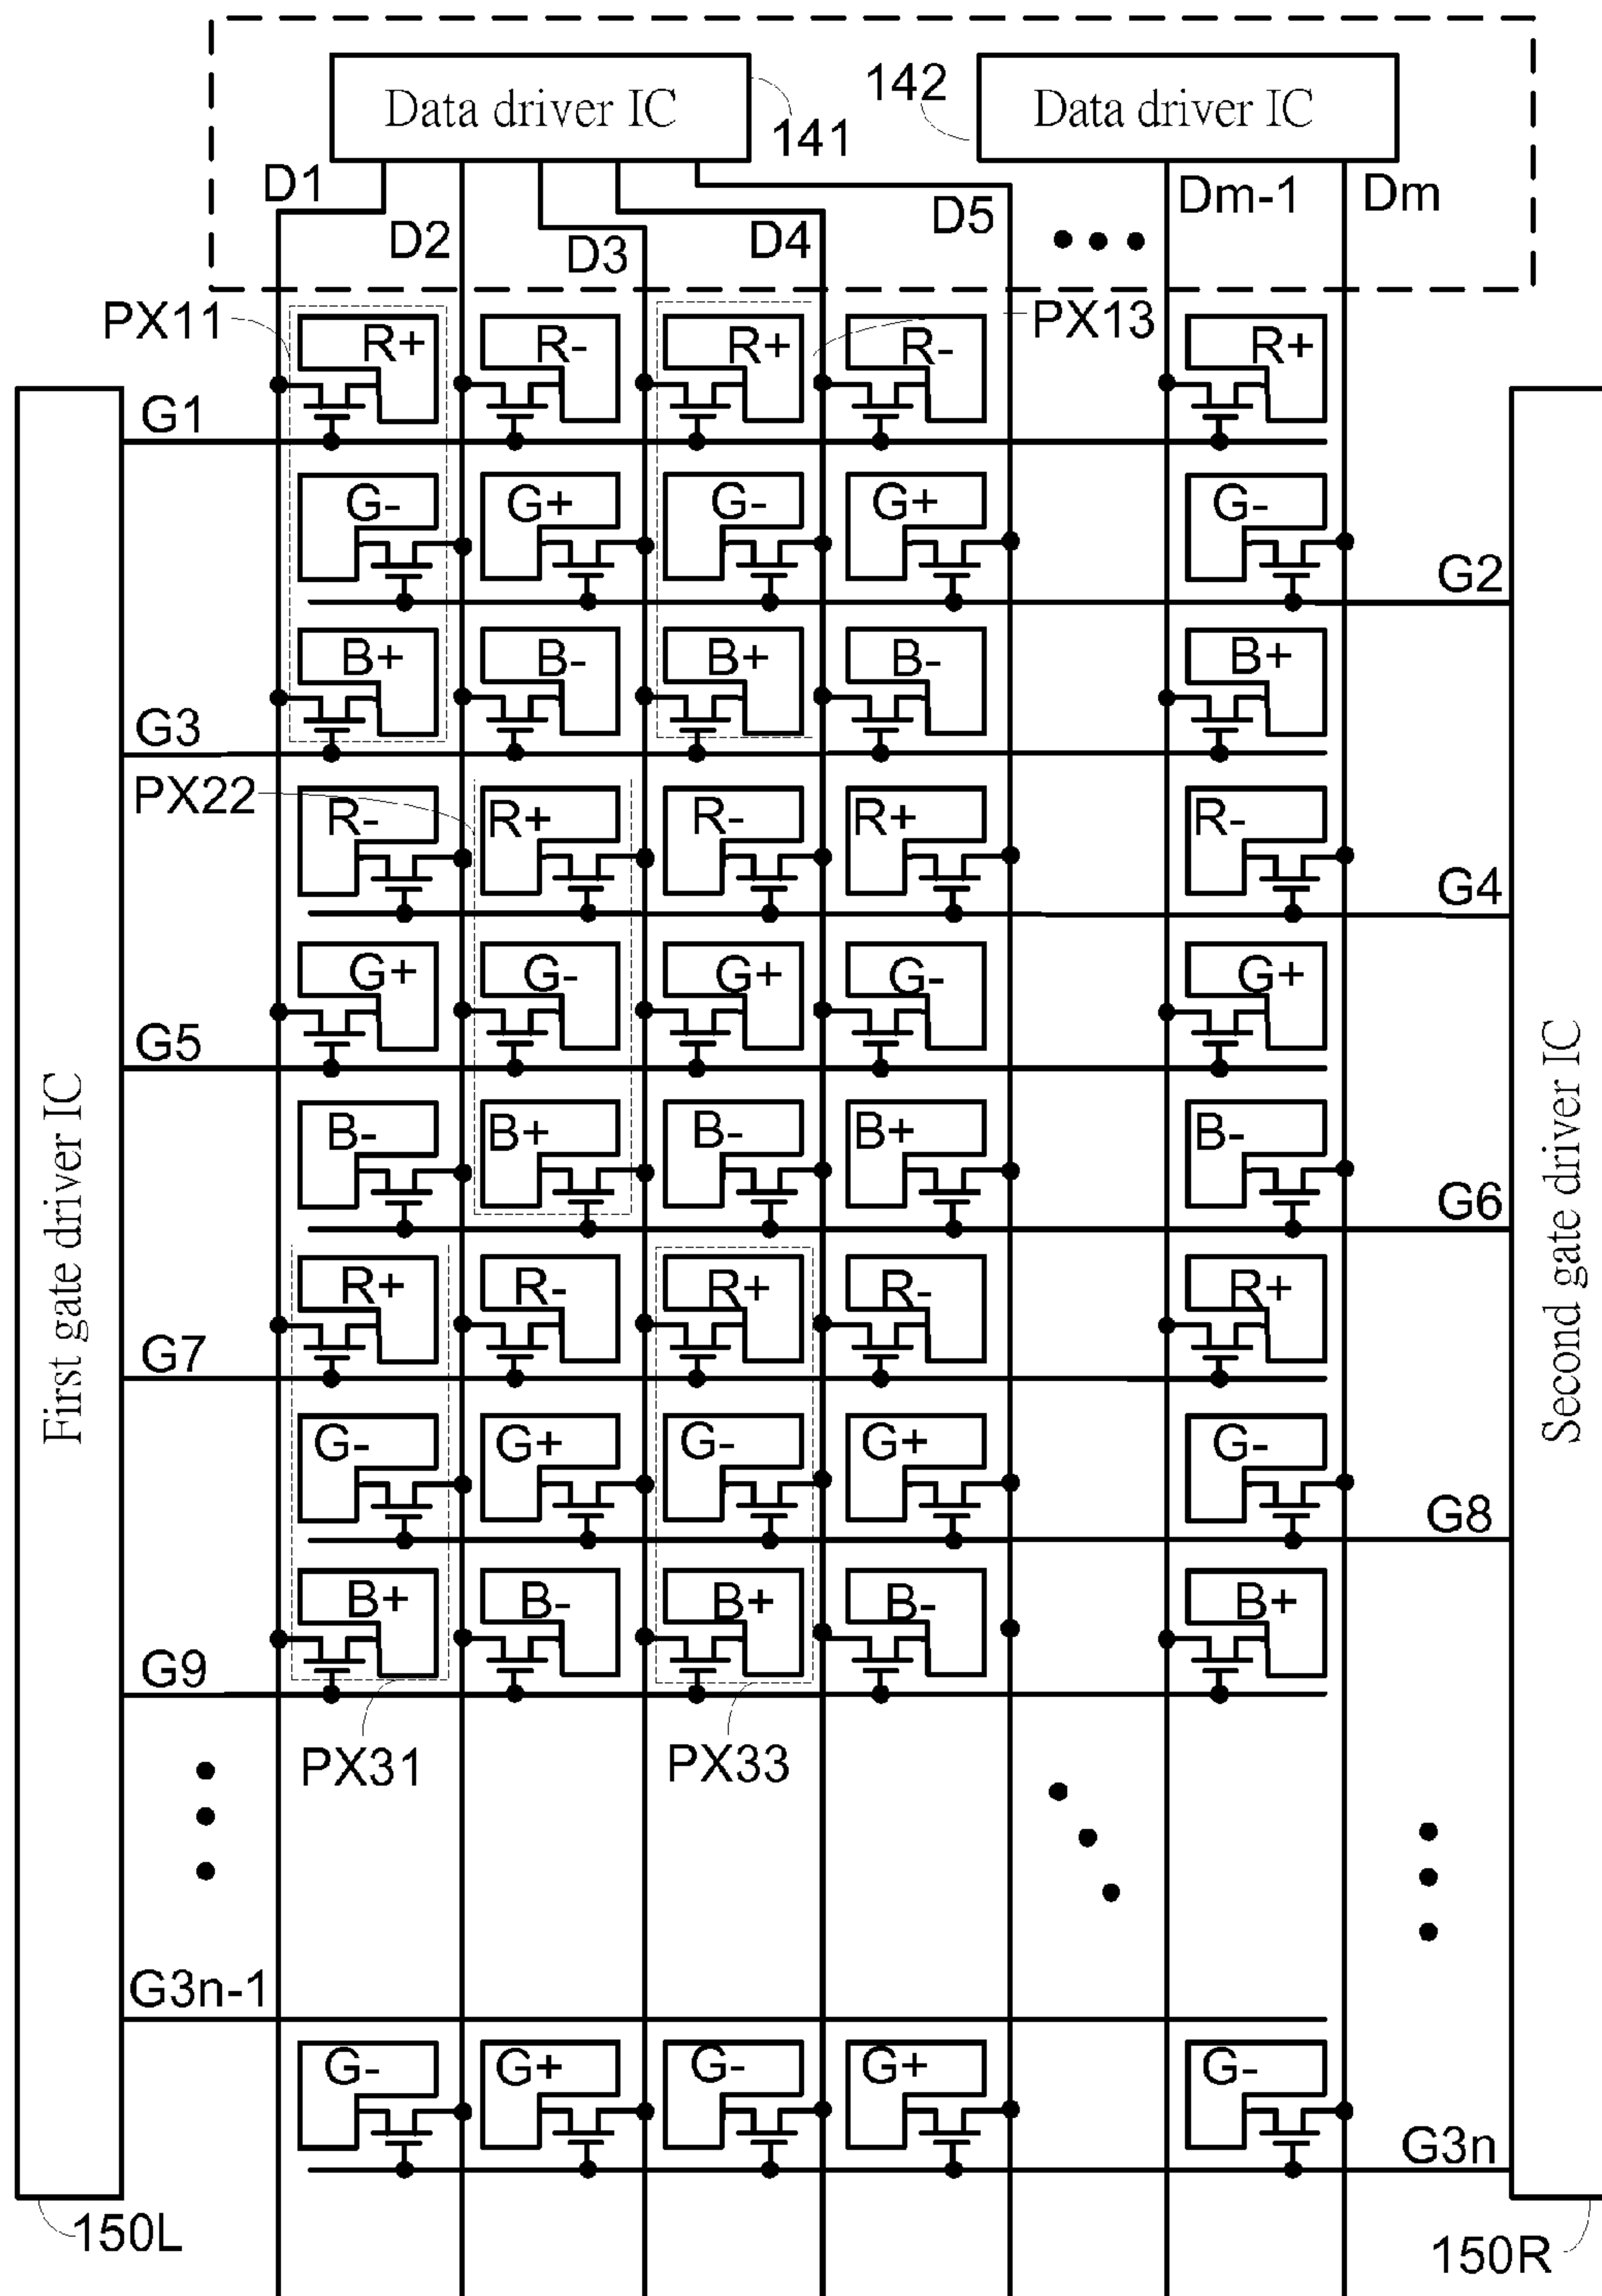 Data driver IC
141
142
Data driver IC
D1
D2
D3
D4
D5
Dm-1
Dm
PX11
R+ R- R+ R- R+
PX13
G1
G- G+ G- G+ G-
G2
B+ B- B+ B- B+
G3
PX22
R- R+ R- R+ R-
G4
G+ G- G+ G- G+
G5
B- B+ B- B+ B-
G6
R+ R- R+ R- R+
G7
G- G+ G- G+ G-
G8
B+ B- B+ B- B+
G9
PX31
PX33
First gate driver IC
Second gate driver IC
G3n-1
G- G+ G- G+ G-
G3n
150L
150R